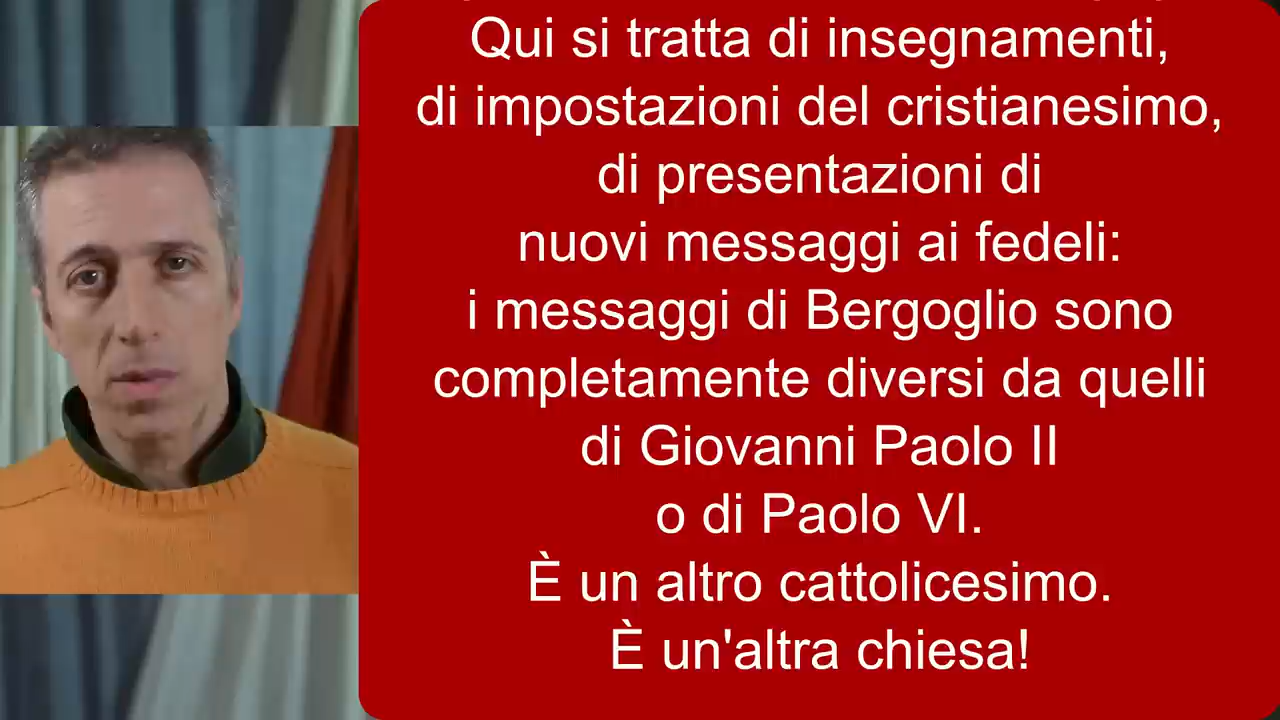 Qui si tratta di insegnamenti,
di impostazioni del cristianesimo,
di presentazioni di
nuovi messaggi ai fedeli:
i messaggi di Bergoglio sono
completamente diversi da quelli
di Giovanni Paolo II
o di Paolo VI.
È un altro cattolicesimo.
È un'altra chiesa!